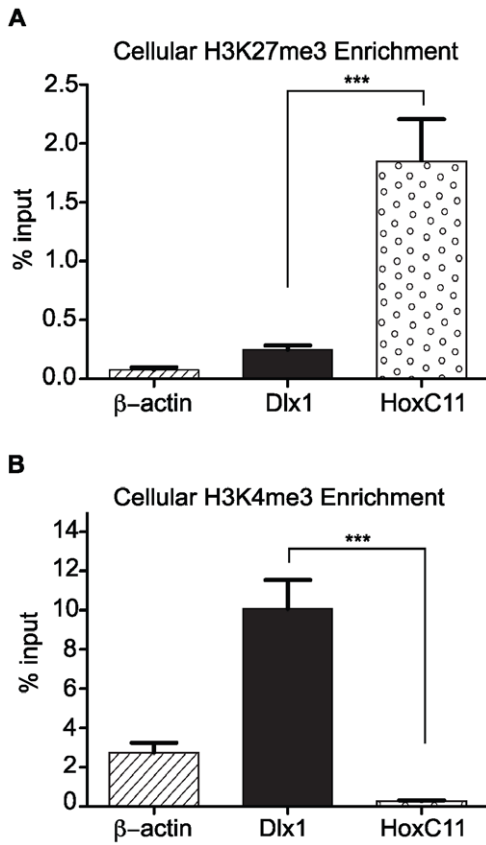 A
Cellular H3K27me3 Enrichment
***
2.5
2.0
1.5
1.0
0.5
0.0
% input
β–actin Dlx1 HoxC11
B
Cellular H3K4me3 Enrichment
***
14
12
10
8
6
4
2
0
% input
β–actin Dlx1 HoxC11